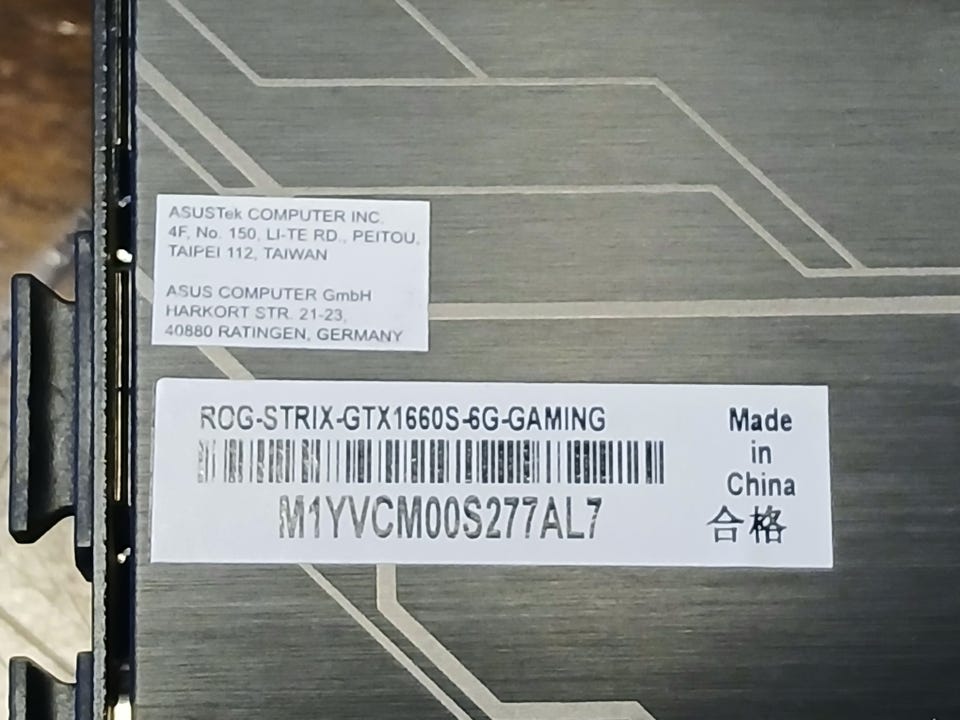 ASUSTek COMPUTER INC.
4F, No. 150, LI-TE RD., PEITOU,
TAIPEI 112, TAIWAN
ASUS COMPUTER GmbH
HARKORT STR. 21-23,
40880 RATINGEN, GERMANY
ROG-STRIX-GTX1660S-6G-GAMING
M1YVCM00S277AL7
Made
in
China
合格